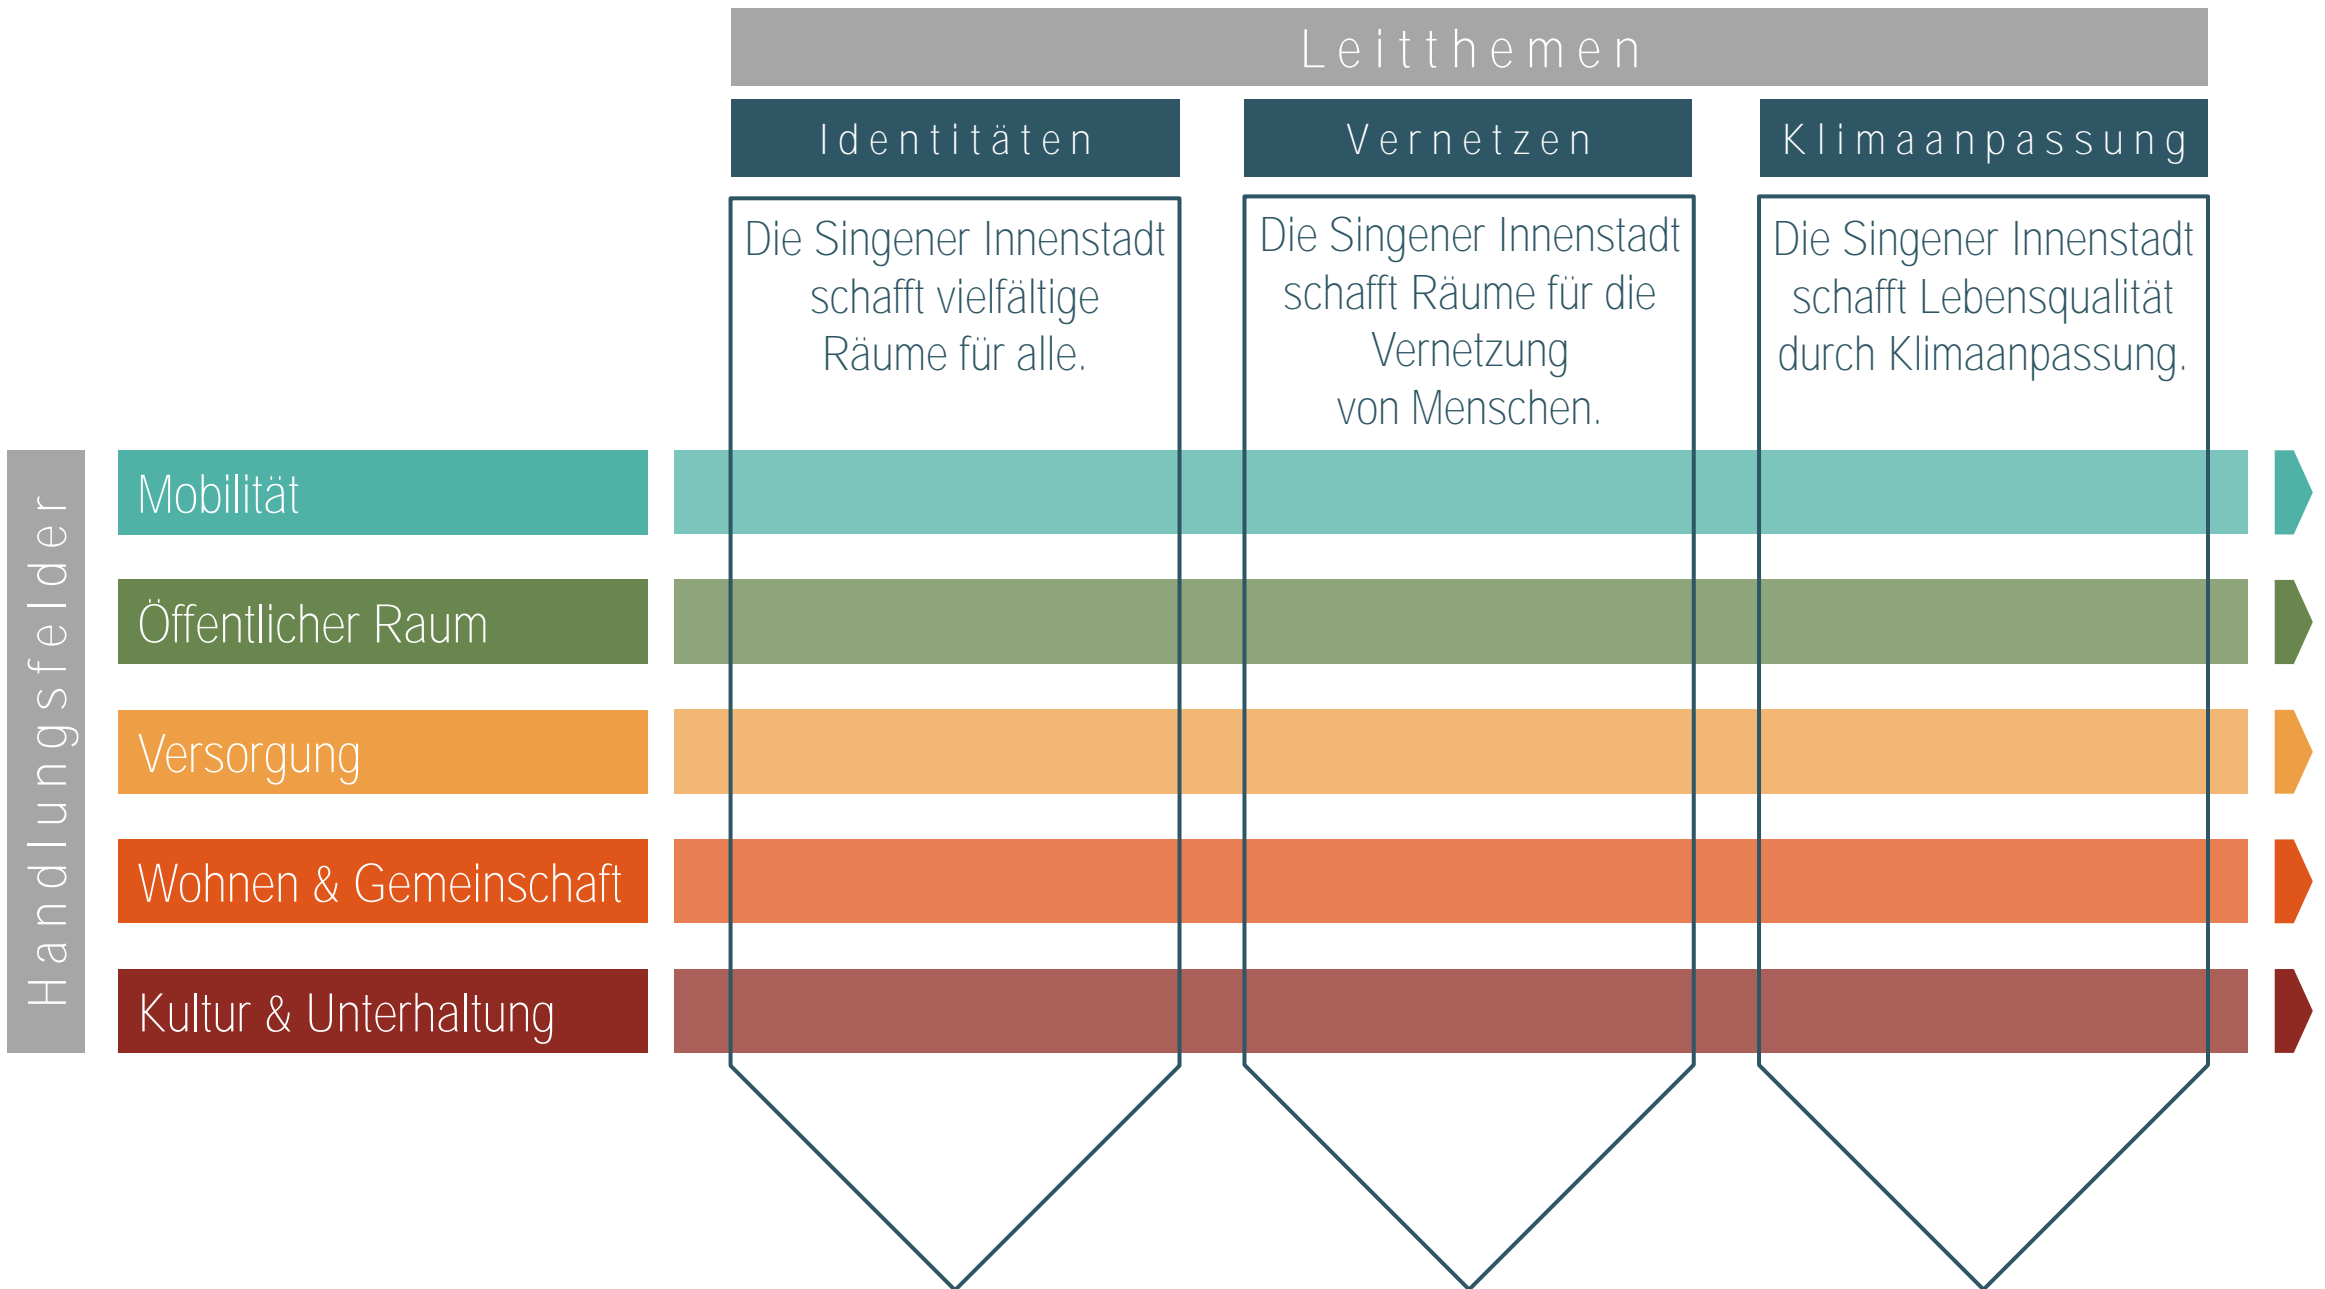 Leitthemen
Identitäten
Vernetzen
Klimaanpassung
Die Singener Innenstadt
schafft vielfältige
Räume für alle.
Die Singener Innenstadt
schafft Räume für die
Vernetzung
von Menschen.
Die Singener Innenstadt
schafft Lebensqualität
durch Klimaanpassung.
Handlungsfelder
Mobilität
Öffentlicher Raum
Versorgung
Wohnen & Gemeinschaft
Kultur & Unterhaltung